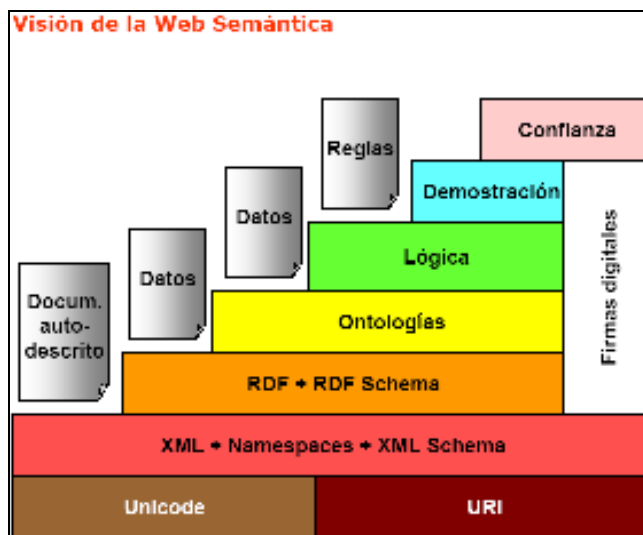 Visión de la Web Semántica
Confianza
Reglas
Demostración
Datos
Lógica
Firmas digitales
Datos
Docum.
auto-
descrito
Ontologías
RDF + RDF Schema
XML + Namespaces + XML Schema
Unicode
URI